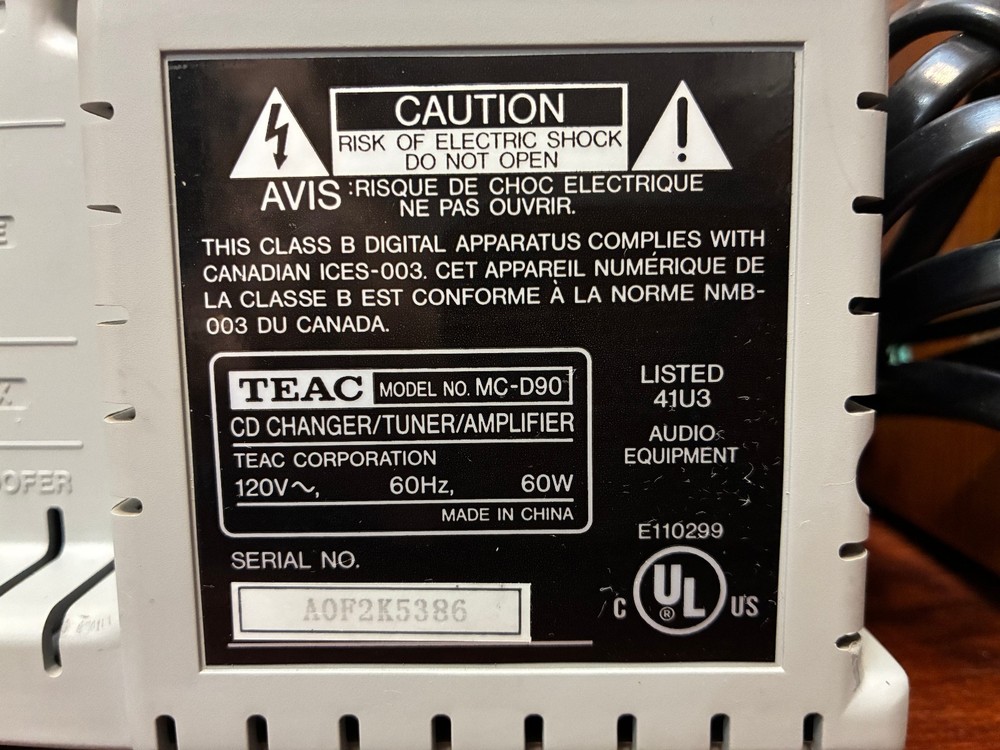 CAUTION
RISK OF ELECTRIC SHOCK
DO NOT OPEN
AVIS :RISQUE DE CHOC ELECTRIQUE
NE PAS OUVRIR.
THIS CLASS B DIGITAL APPARATUS COMPLIES WITH
CANADIAN ICES-003. CET APPAREIL NUMÉRIQUE DE
LA CLASSE B EST CONFORME À LA NORME NMB-
003 DU CANADA.
TEAC MODEL NO. MC-D90
CD CHANGER/TUNER/AMPLIFIER
TEAC CORPORATION
120V～, 60Hz, 60W
MADE IN CHINA
LISTED
41U3
AUDIO
EQUIPMENT
E110299
C UL ® US
SERIAL NO.
A0F2K5386